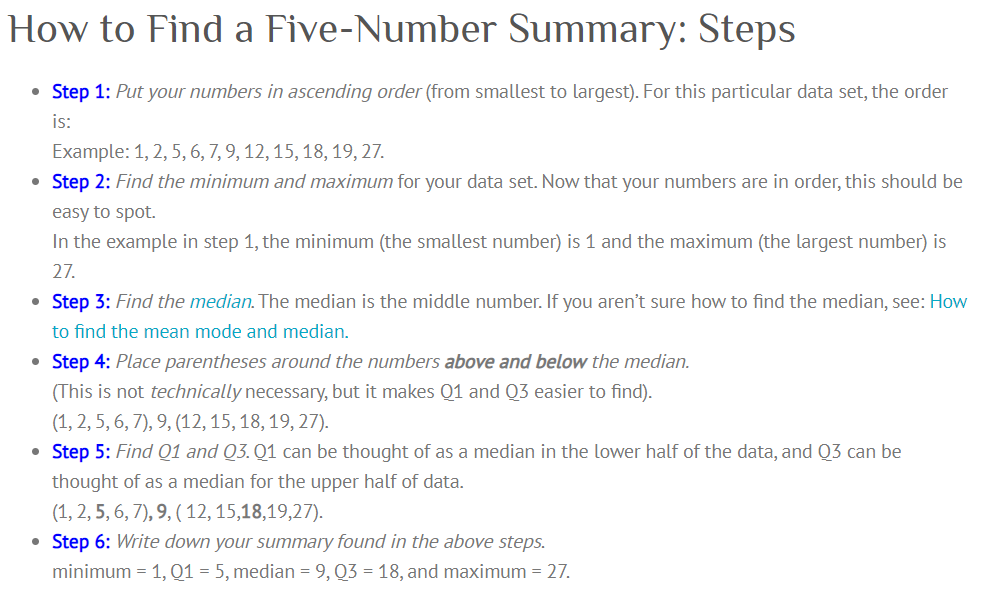 How to Find a Five-Number Summary: Steps
• Step 1: Put your numbers in ascending order (from smallest to largest). For this particular data set, the order
is:
Example: 1, 2, 5, 6, 7, 9, 12, 15, 18, 19, 27.
• Step 2: Find the minimum and maximum for your data set. Now that your numbers are in order, this should be
easy to spot.
In the example in step 1, the minimum (the smallest number) is 1 and the maximum (the largest number) is
27.
• Step 3: Find the median. The median is the middle number. If you aren’t sure how to find the median, see: How
to find the mean mode and median.
• Step 4: Place parentheses around the numbers above and below the median.
(This is not technically necessary, but it makes Q1 and Q3 easier to find).
(1, 2, 5, 6, 7), 9, (12, 15, 18, 19, 27).
• Step 5: Find Q1 and Q3. Q1 can be thought of as a median in the lower half of the data, and Q3 can be
thought of as a median for the upper half of data.
(1, 2, 5, 6, 7), 9, ( 12, 15,18,19,27).
• Step 6: Write down your summary found in the above steps.
minimum = 1, Q1 = 5, median = 9, Q3 = 18, and maximum = 27.